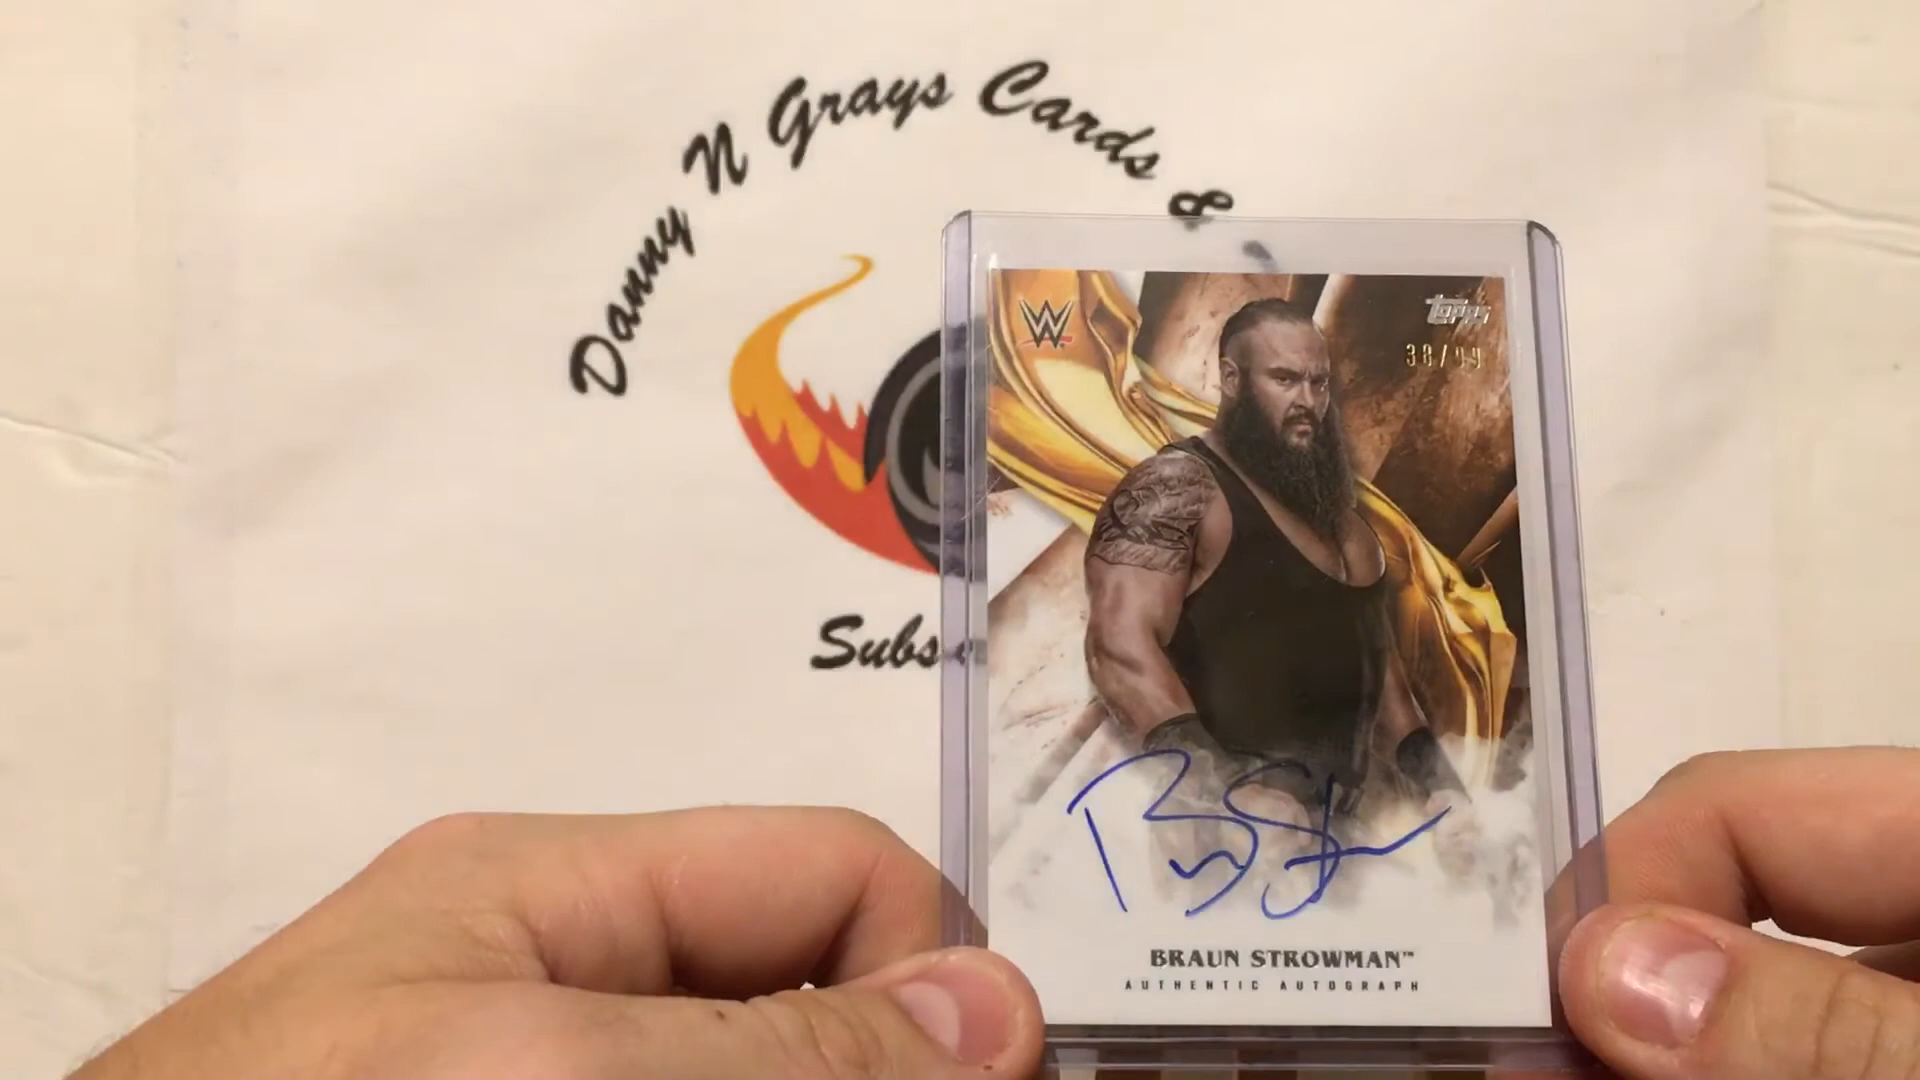 Danny N Grays Cards &
Subs
W
Topps
38/99
BRAUN STROWMAN™
AUTHENTIC AUTOGRAPH